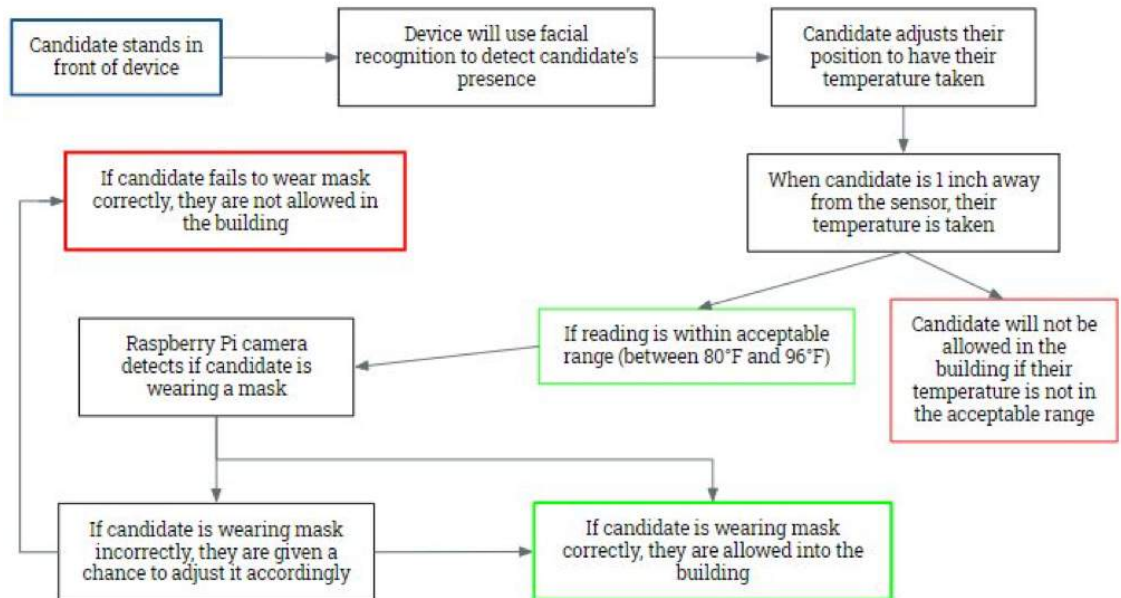 Candidate stands in
front of device
Device will use facial
recognition to detect candidate's
presence
Candidate adjusts their
position to have their
temperature taken
When candidate is 1 inch away
from the sensor, their
temperature is taken
If candidate fails to wear mask
correctly, they are not allowed in
the building
If reading is within acceptable
range (between 80°F and 96°F)
Candidate will not be
allowed in the
building if their
temperature is not in
the acceptable range
Raspberry Pi camera
detects if candidate is
wearing a mask
If candidate is wearing mask
incorrectly, they are given a
chance to adjust it accordingly
If candidate is wearing mask
correctly, they are allowed into the
building